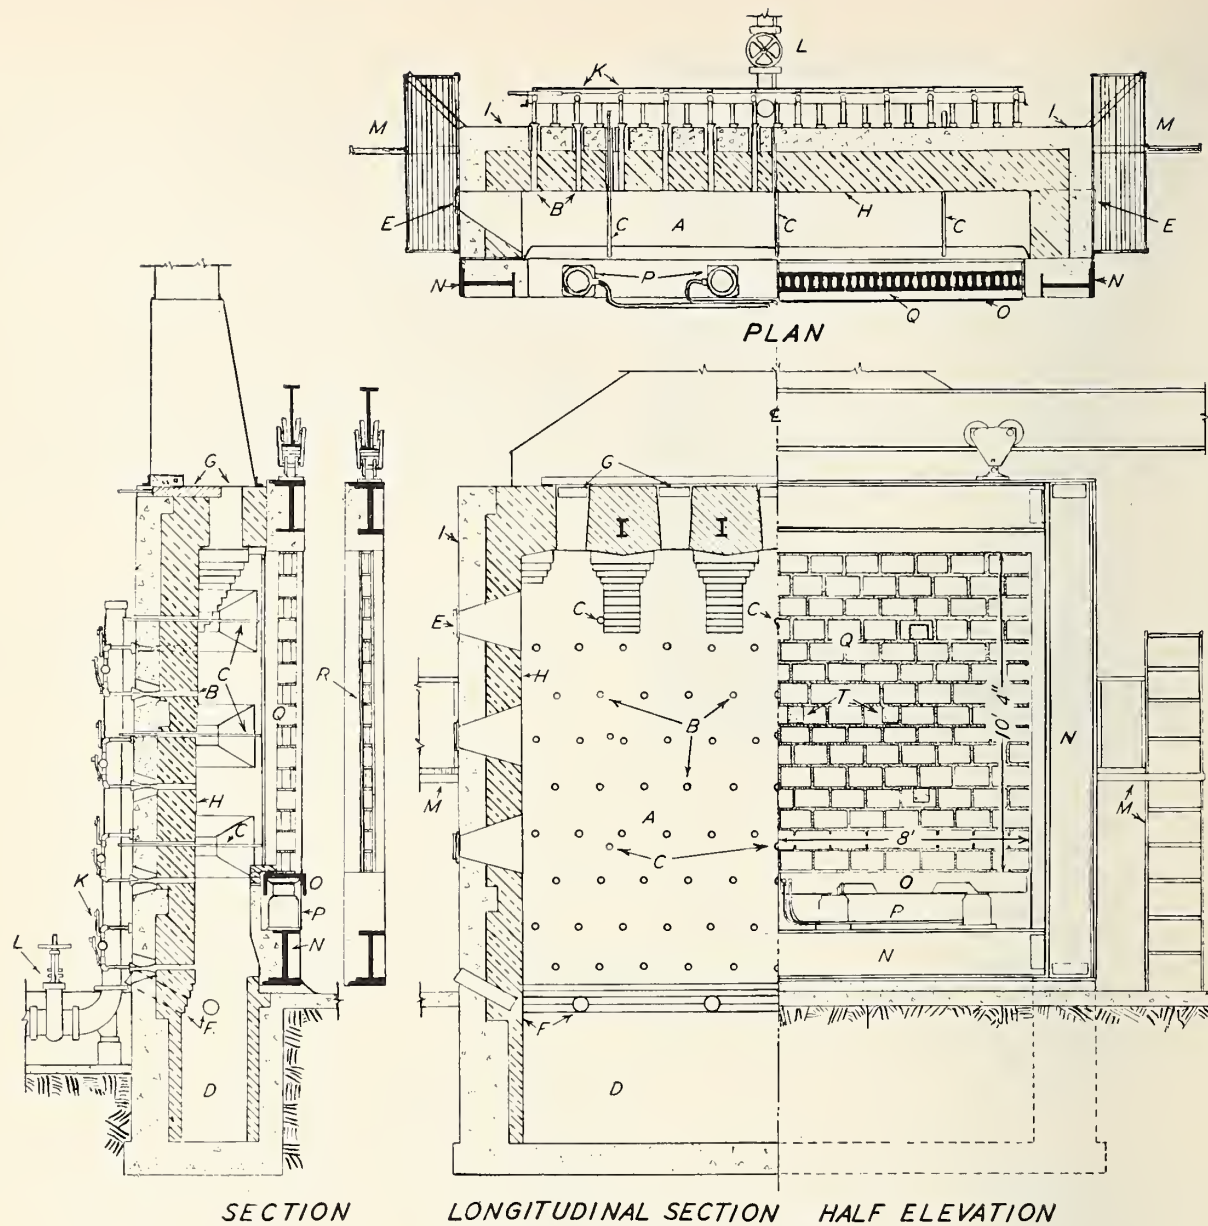 L
K
I
I
M
M
E
B
C
A
C
H
C
E
N
P
Q
O
N
PLAN
G
℄
G
I
I
I
C
C
E
Q
C
B
R
H
B
T
10' 4"
Q
N
H
M
M
C
A
C
8'
K
O
O
P
P
L
N
N
F
F
D
D
SECTION
LONGITUDINAL SECTION
HALF ELEVATION